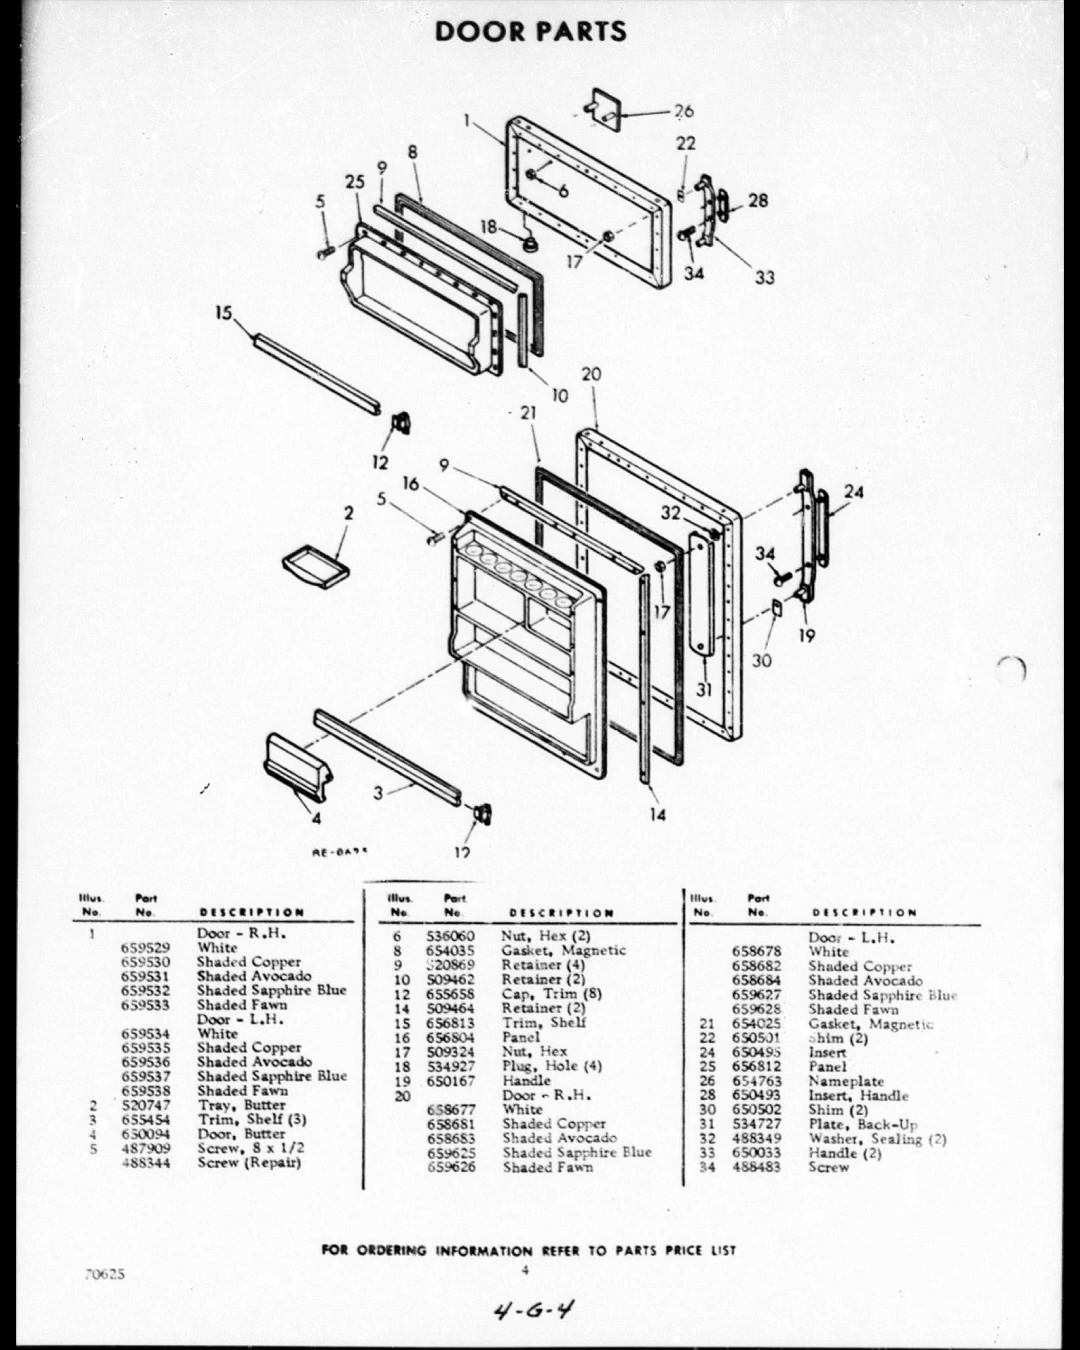 DOOR PARTS
26
1
22
8
9
25
6
28
5
18
17
34
33
15
10
20
21
12
9
16
24
5
32
2
34
17
19
30
31
3
4
14
12
Illus. No. Part No. DESCRIPTION
1 Door - R.H.
659529 White
659530 Shaded Copper
659531 Shaded Avocado
659532 Shaded Sapphire Blue
659533 Shaded Fawn
Door - L.H.
659534 White
659535 Shaded Copper
659536 Shaded Avocado
659537 Shaded Sapphire Blue
659538 Shaded Fawn
2 520747 Tray, Butter
3 655454 Trim, Shelf (3)
4 650094 Door, Butter
5 487909 Screw, 8 x 1/2
488344 Screw (Repair)
Illus. No. Part No. DESCRIPTION
6 536060 Nut, Hex (2)
8 654035 Gasket, Magnetic
9 520869 Retainer (4)
10 509462 Retainer (2)
12 655658 Cap, Trim (8)
14 509464 Retainer (2)
15 656813 Trim, Shelf
16 656804 Panel
17 509324 Nut, Hex
18 534927 Plug, Hole (4)
19 650167 Handle
20 Door - R.H.
658677 White
658681 Shaded Copper
658683 Shaded Avocado
659625 Shaded Sapphire Blue
659626 Shaded Fawn
Illus. No. Part No. DESCRIPTION
Door - L.H.
658678 White
658682 Shaded Copper
658684 Shaded Avocado
659627 Shaded Sapphire Blue
659628 Shaded Fawn
21 654025 Gasket, Magnetic
22 650501 Shim (2)
24 650495 Insert
25 656812 Panel
26 654763 Nameplate
28 650493 Insert, Handle
30 650502 Shim (2)
31 534727 Plate, Back-Up
32 488349 Washer, Sealing (2)
33 650033 Handle (2)
34 488483 Screw
FOR ORDERING INFORMATION REFER TO PARTS PRICE LIST
4
70625
4-G-4